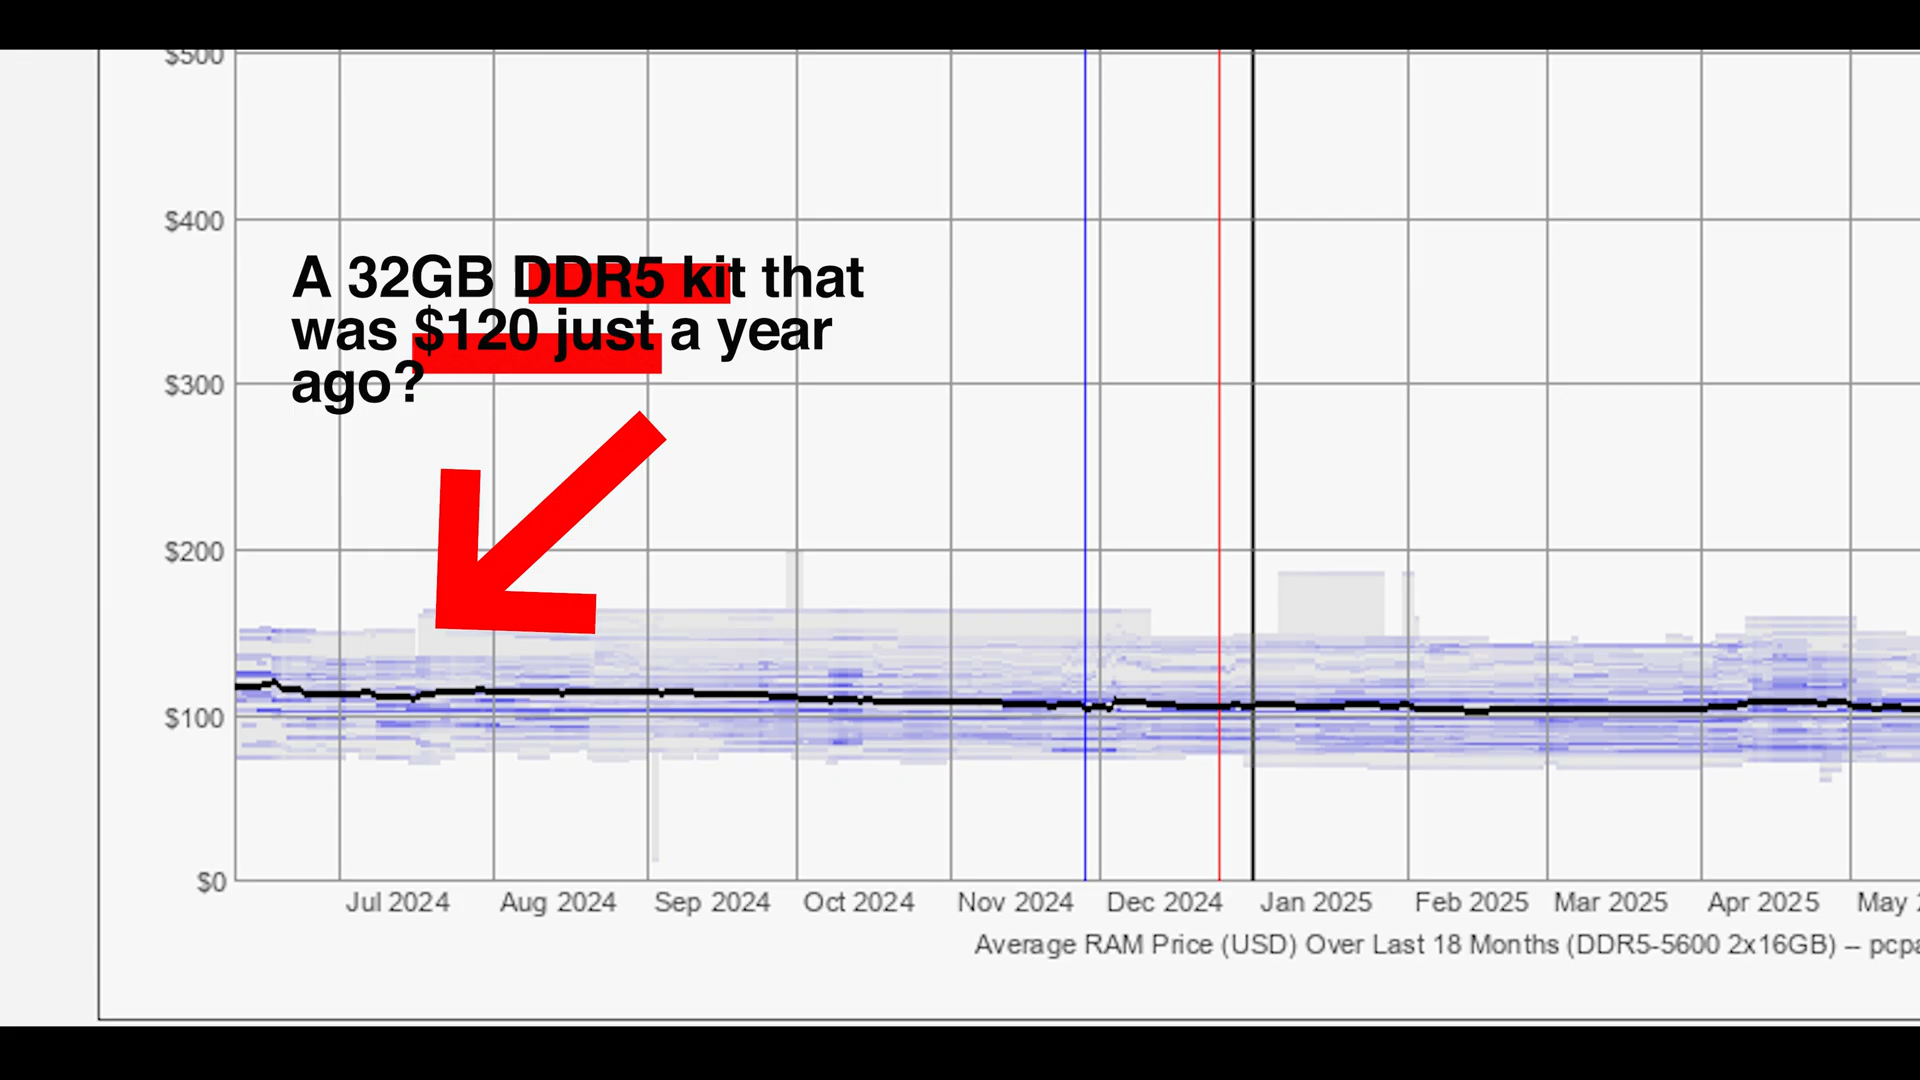 $500
$400
A 32GB DDR5 kit that
was $120 just a year
ago?
$300
$200
$100
$0
Jul 2024 Aug 2024 Sep 2024 Oct 2024 Nov 2024 Dec 2024 Jan 2025 Feb 2025 Mar 2025 Apr 2025 May
Average RAM Price (USD) Over Last 18 Months (DDR5-5600 2x16GB) -- pcpa